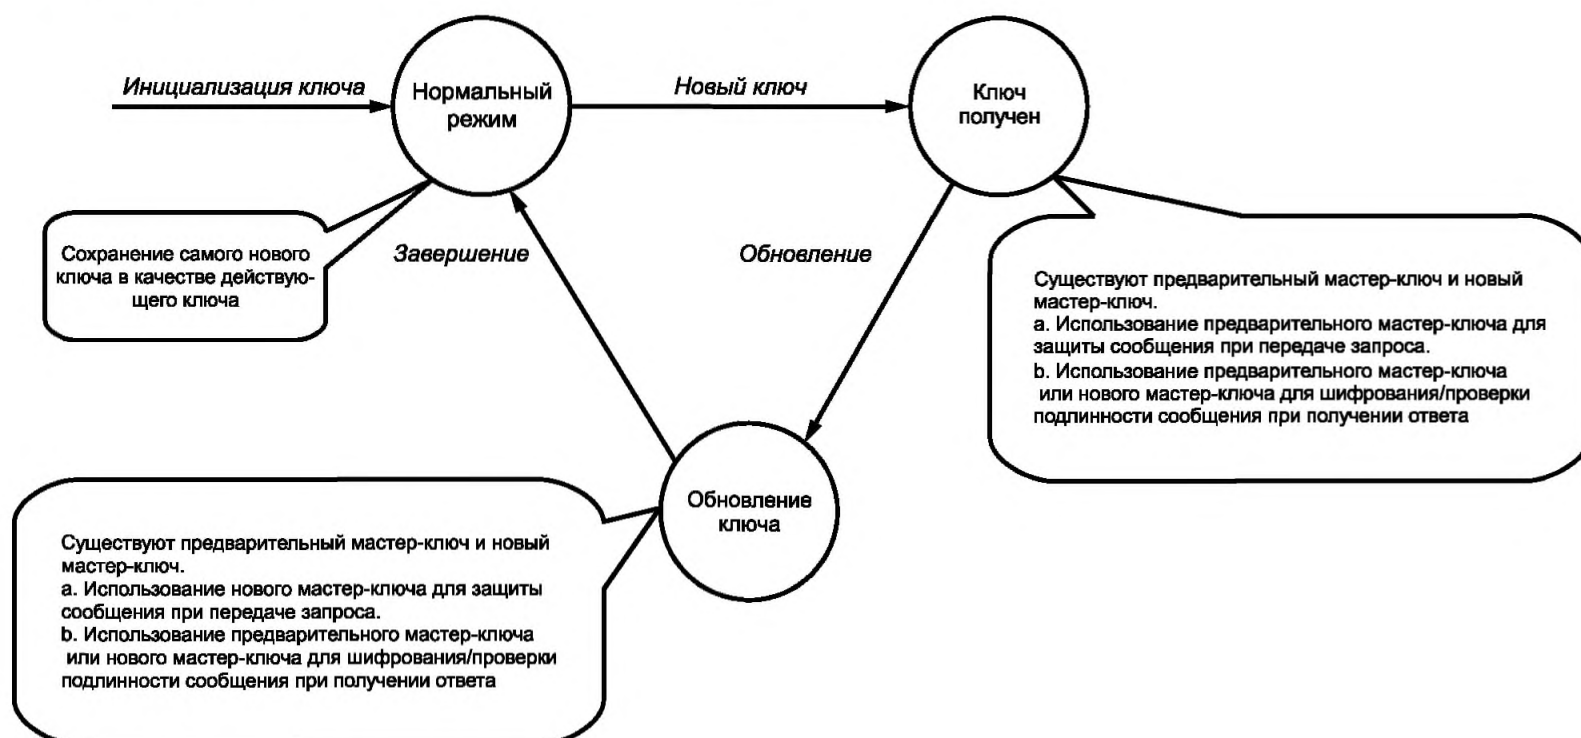 Инициализация ключа
Нормальный
режим
Новый ключ
Ключ
получен
Сохранение самого нового
ключа в качестве действую-
щего ключа
Завершение
Обновление
Существуют предварительный мастер-ключ и новый
мастер-ключ.
a. Использование предварительного мастер-ключа для
защиты сообщения при передаче запроса.
b. Использование предварительного мастер-ключа
или нового мастер-ключа для шифрования/проверки
подлинности сообщения при получении ответа
Обновление
ключа
Существуют предварительный мастер-ключ и новый
мастер-ключ.
a. Использование нового мастер-ключа для защиты
сообщения при передаче запроса.
b. Использование предварительного мастер-ключа
или нового мастер-ключа для шифрования/проверки
подлинности сообщения при получении ответа